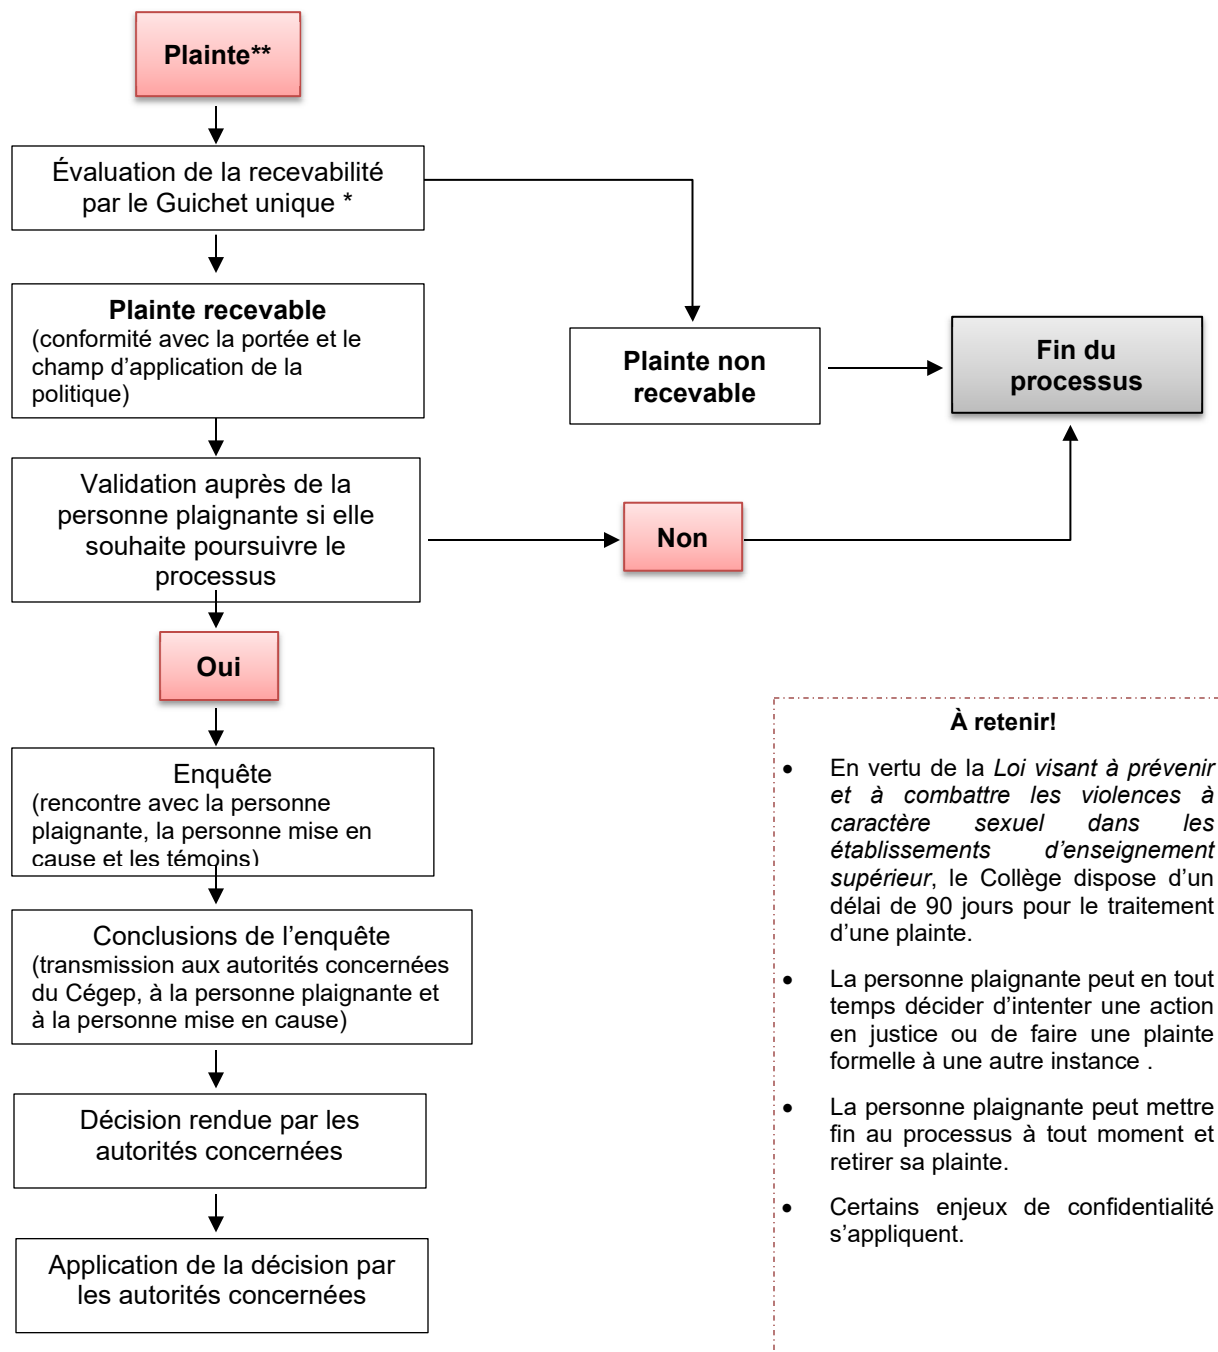 Plainte**
Évaluation de la recevabilité
par le Guichet unique *
Plainte recevable
(conformité avec la portée et le
champ d’application de la
politique)
Plainte non
recevable
Fin du
processus
Validation auprès de la
personne plaignante si elle
souhaite poursuivre le
processus
Non
Oui
Enquête
(rencontre avec la personne
plaignante, la personne mise en
cause et les témoins)
Conclusions de l’enquête
(transmission aux autorités concernées
du Cégep, à la personne plaignante et
à la personne mise en cause)
Décision rendue par les
autorités concernées
Application de la décision par
les autorités concernées
À retenir!
• En vertu de la Loi visant à prévenir
et à combattre les violences à
caractère sexuel dans les
établissements d’enseignement
supérieur, le Collège dispose d’un
délai de 90 jours pour le traitement
d’une plainte.
• La personne plaignante peut en tout
temps décider d’intenter une action
en justice ou de faire une plainte
formelle à une autre instance .
• La personne plaignante peut mettre
fin au processus à tout moment et
retirer sa plainte.
• Certains enjeux de confidentialité
s’appliquent.